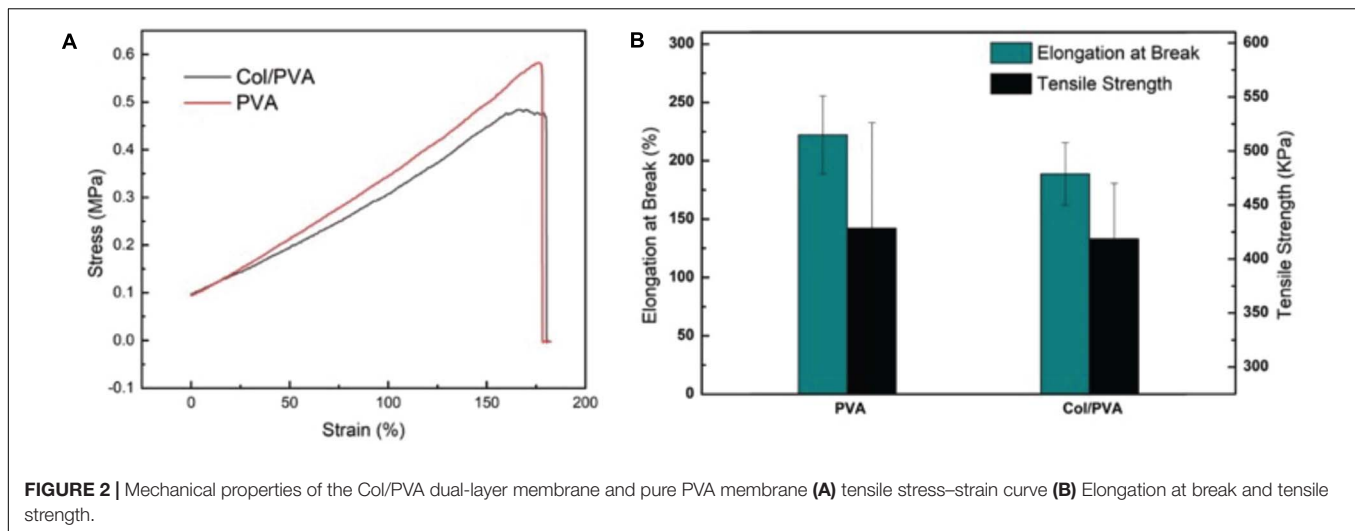 A
0.6
0.5
0.4
0.3
0.2
0.1
0.0
-0.1
Stress (MPa)
Col/PVA
PVA
0
50
100
150
200
Strain (%)
B
300
250
200
150
100
50
0
Elongation at Break (%)
Elongation at Break
Tensile Strength
600
550
500
450
400
350
300
Tensile Strength (KPa)
PVA
Col/PVA
FIGURE 2 | Mechanical properties of the Col/PVA dual-layer membrane and pure PVA membrane (A) tensile stress–strain curve (B) Elongation at break and tensile
strength.